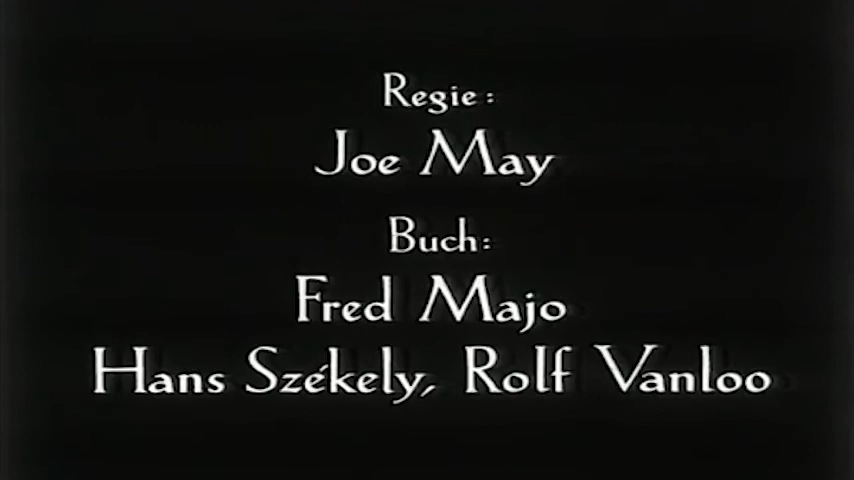 Regie:
Joe May
Buch:
Fred Majo
Hans Székely, Rolf Vanloo